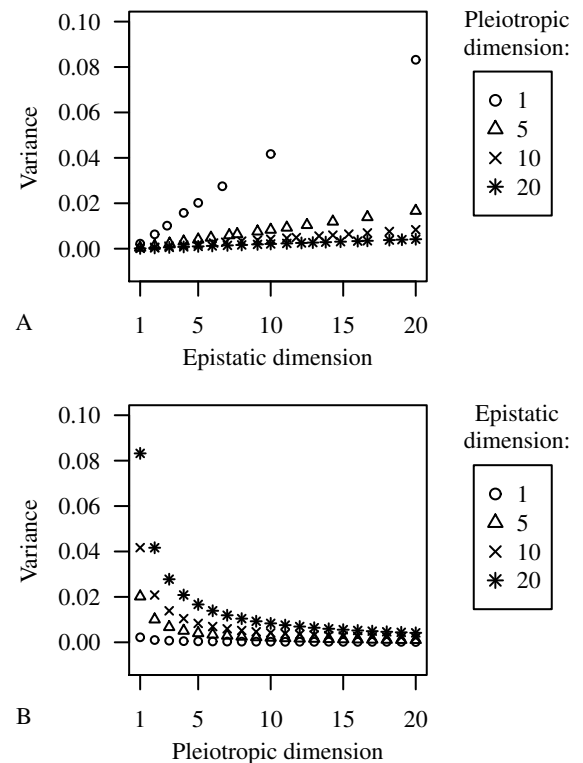 Pleiotropic
dimension:
1
5
10
20
0.10
0.08
0.06
0.04
0.02
0.00
Variance
1 5 10 15 20
A
Epistatic dimension
Epistatic
dimension:
1
5
10
20
0.10
0.08
0.06
0.04
0.02
0.00
Variance
1 5 10 15 20
B
Pleiotropic dimension